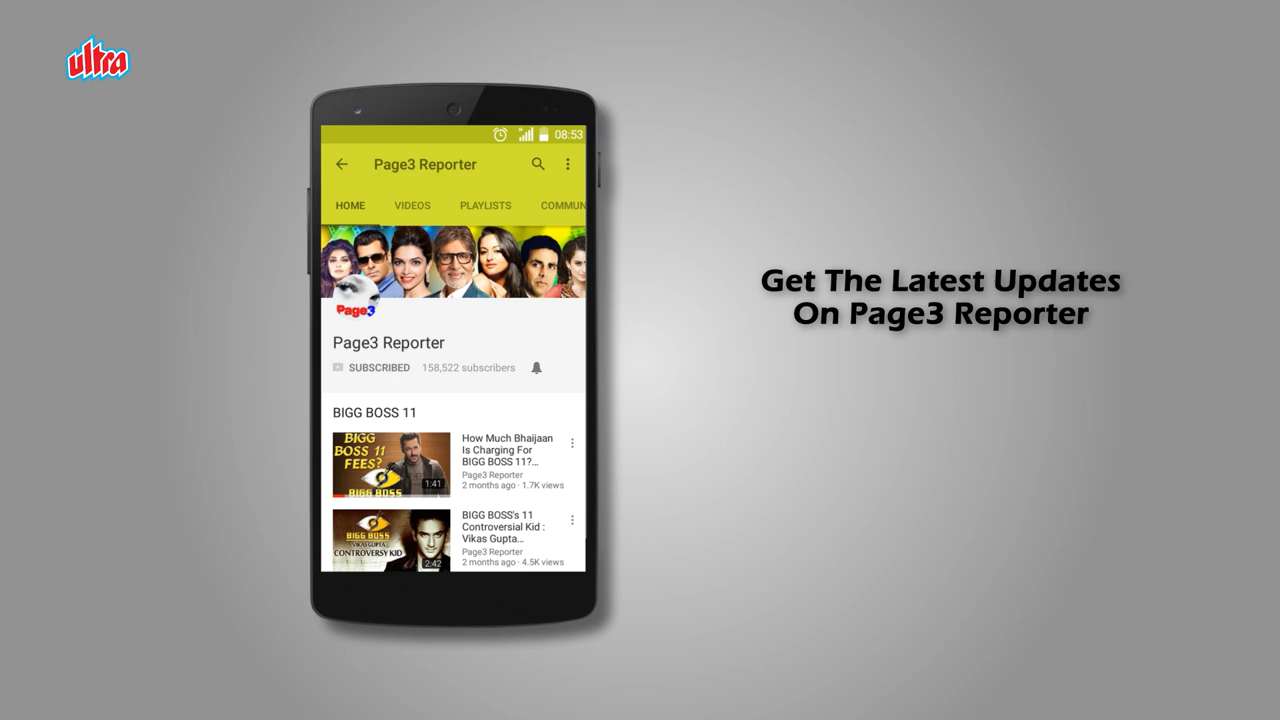 ultra
08:53
Page3 Reporter
HOME VIDEOS PLAYLISTS COMMUN
Page3
Page3 Reporter
SUBSCRIBED 158,522 subscribers
BIGG BOSS 11
BIGG
BOSS 11
FEES?
BIGG BOSS
1:41
How Much Bhaijaan
Is Charging For
BIGG BOSS 11?...
Page3 Reporter
2 months ago · 1.7K views
BIGG BOSS
VIKAS GUPTA
CONTROVERSY KID
2:42
BIGG BOSS's 11
Controversial Kid :
Vikas Gupta...
Page3 Reporter
2 months ago · 4.5K views
Get The Latest Updates
On Page3 Reporter